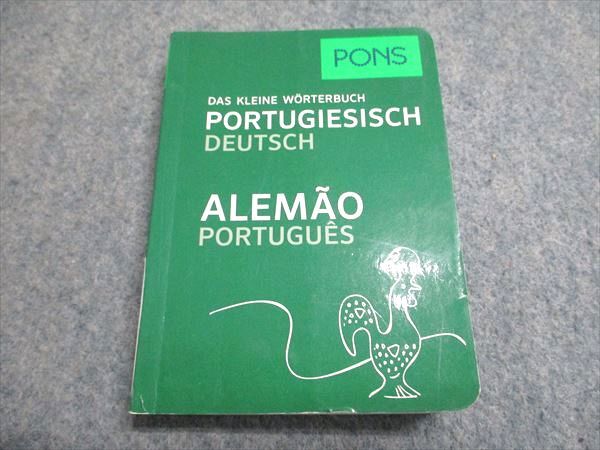 PONS
DAS KLEINE WÖRTERBUCH
PORTUGIESISCH
DEUTSCH
ALEMÃO
PORTUGUÊS